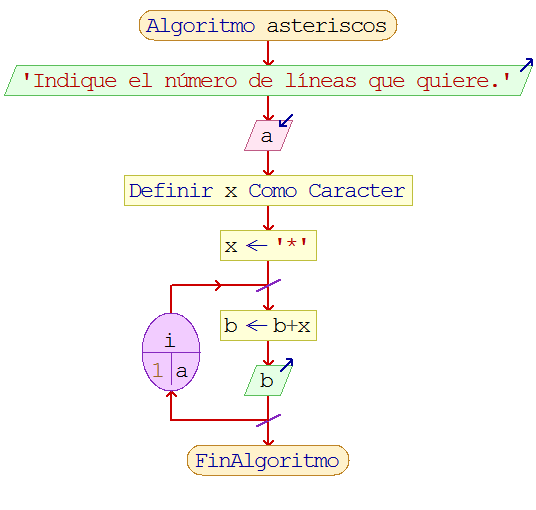 Algoritmo asteriscos
'Indique el número de líneas que quiere.'
a
Definir x Como Caracter
x ← '*'
b ← b+x
i
1 a
b
FinAlgoritmo